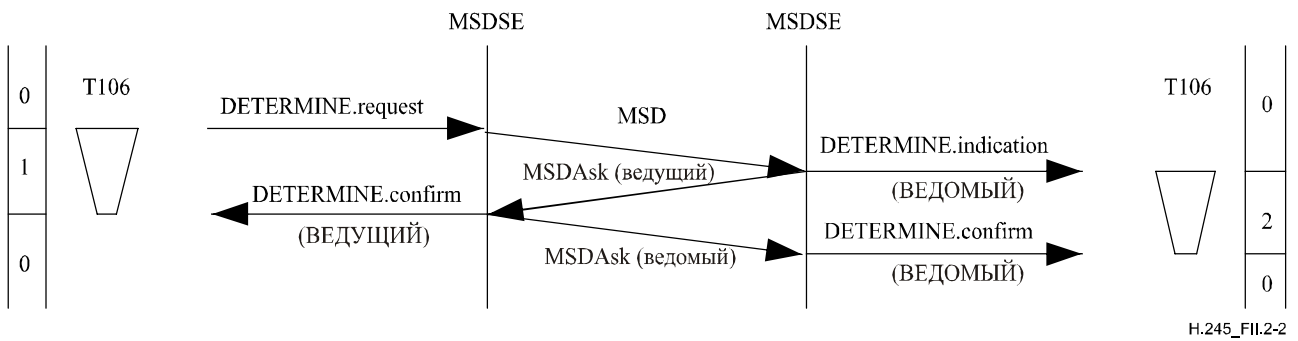 MSDSE
MSDSE
T106
T106
0
0
DETERMINE.request
MSD
DETERMINE.indication
1
MSDAsk (ведущий)
DETERMINE.confirm
(ВЕДОМЫЙ)
2
(ВЕДУЩИЙ)
DETERMINE.confirm
MSDAsk (ведомый)
0
(ВЕДОМЫЙ)
0
H.245_FII.2-2